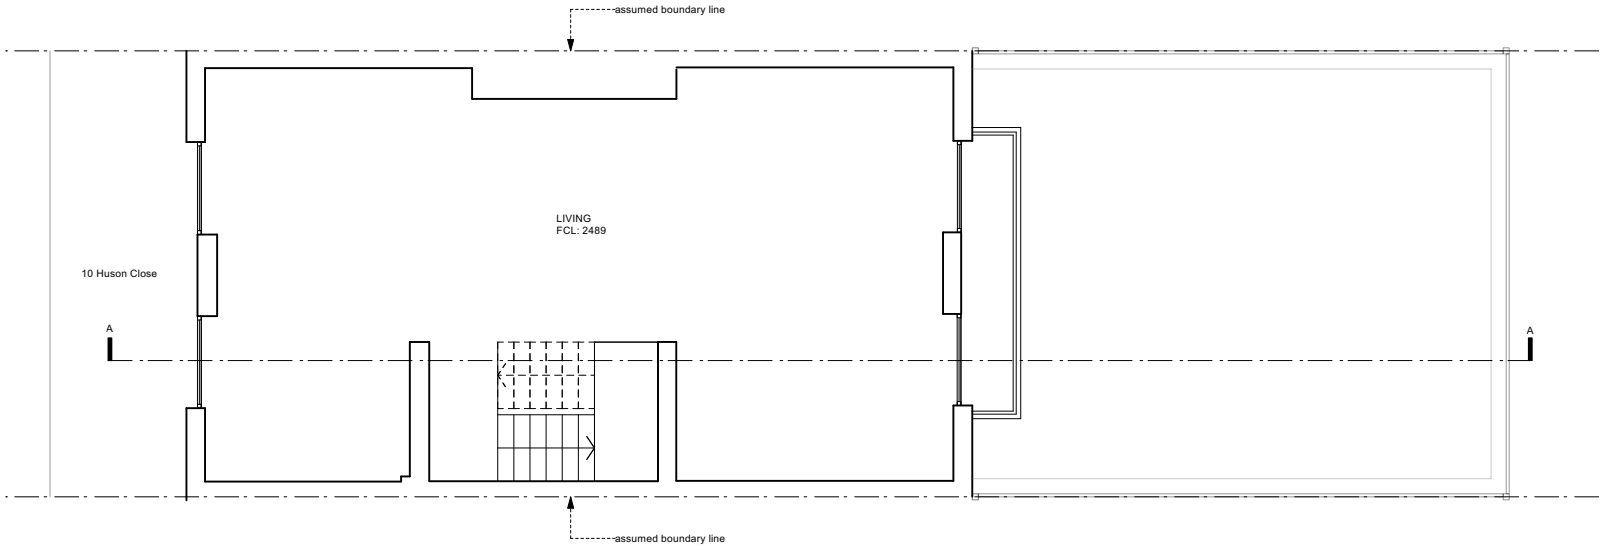 assumed boundary line
LIVING
FCL: 2489
10 Huson Close
A
A
assumed boundary line